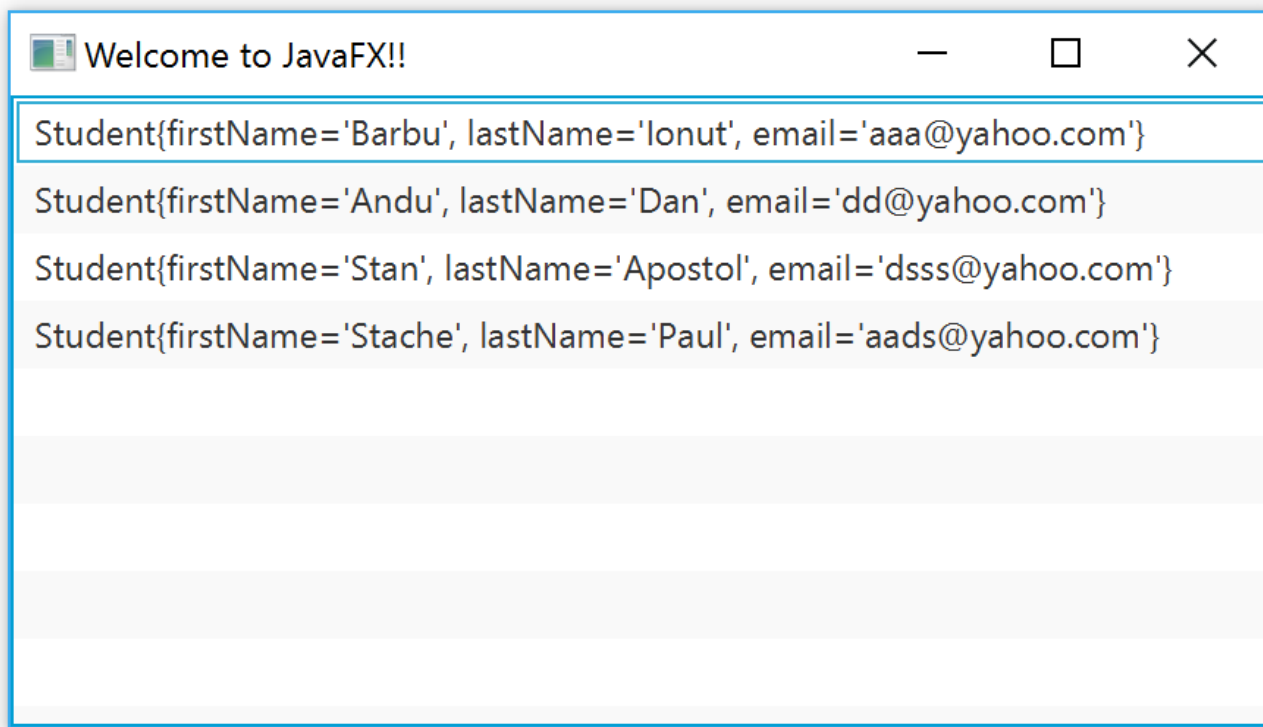 Welcome to JavaFX!!
Student{firstName='Barbu', lastName='Ionut', email='aaa@yahoo.com'}
Student{firstName='Andu', lastName='Dan', email='dd@yahoo.com'}
Student{firstName='Stan', lastName='Apostol', email='dsss@yahoo.com'}
Student{firstName='Stache', lastName='Paul', email='aads@yahoo.com'}